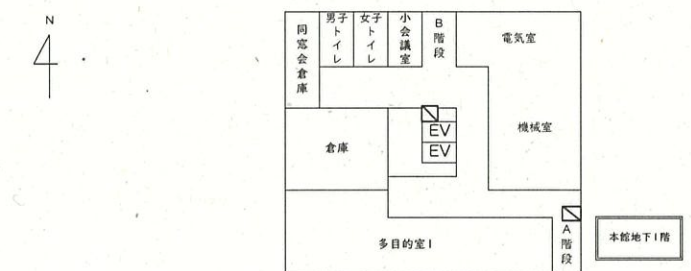 N
同窓会倉庫
男子トイレ
女子トイレ
小会議室
B階段
電気室
EV
EV
機械室
倉庫
多目的室1
A階段
本館地下1階